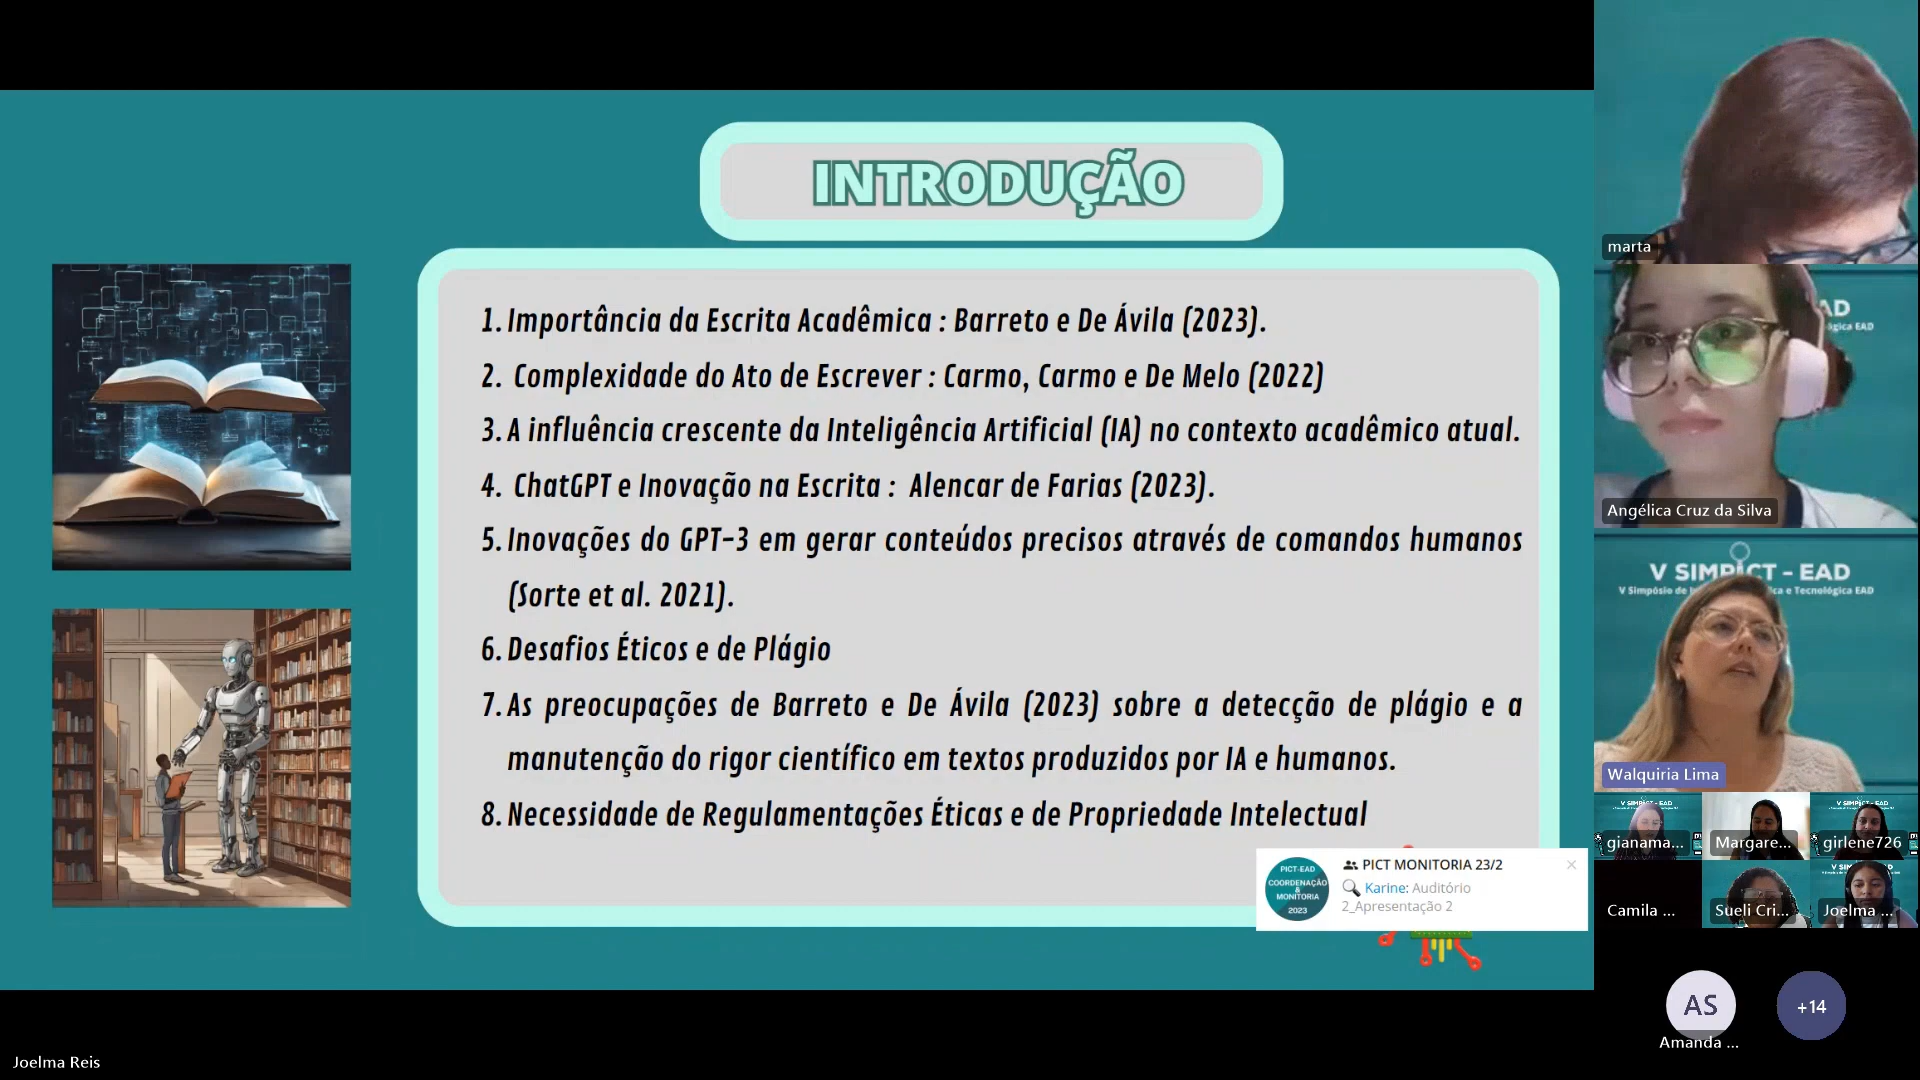 INTRODUÇÃO
1. Importância da Escrita Acadêmica : Barreto e De Ávila (2023).
2. Complexidade do Ato de Escrever : Carmo, Carmo e De Melo (2022)
3. A influência crescente da Inteligência Artificial (IA) no contexto acadêmico atual.
4. ChatGPT e Inovação na Escrita : Alencar de Farias (2023).
5. Inovações do GPT-3 em gerar conteúdos precisos através de comandos humanos
(Sorte et al. 2021).
6. Desafios Éticos e de Plágio
7. As preocupações de Barreto e De Ávila (2023) sobre a detecção de plágio e a
manutenção do rigor científico em textos produzidos por IA e humanos.
8. Necessidade de Regulamentações Éticas e de Propriedade Intelectual
PICT-EAD
COORDENAÇÃO
&
MONITORIA
2023
PICT MONITORIA 23/2
Karine: Auditório
2_Apresentação 2
Joelma Reis
marta
Angélica Cruz da Silva
V SIMPICT - EAD
Walquiria Lima
gianama...
Margare...
girlene726
Camila ...
Sueli Cri...
Joelma ...
AS
+14
Amanda ...